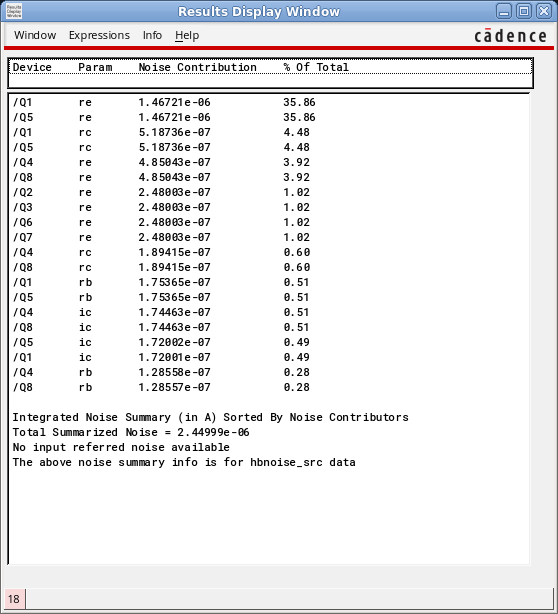 Results Display Window
Window Expressions Info Help cādence
Device Param Noise Contribution % Of Total
/Q1 re 1.46721e-06 35.86
/Q5 re 1.46721e-06 35.86
/Q1 rc 5.18736e-07 4.48
/Q5 rc 5.18736e-07 4.48
/Q4 re 4.85043e-07 3.92
/Q8 re 4.85043e-07 3.92
/Q2 re 2.48003e-07 1.02
/Q3 re 2.48003e-07 1.02
/Q6 re 2.48003e-07 1.02
/Q7 re 2.48003e-07 1.02
/Q4 rc 1.89415e-07 0.60
/Q8 rc 1.89415e-07 0.60
/Q1 rb 1.75365e-07 0.51
/Q5 rb 1.75365e-07 0.51
/Q4 ic 1.74463e-07 0.51
/Q8 ic 1.74463e-07 0.51
/Q5 ic 1.72002e-07 0.49
/Q1 ic 1.72001e-07 0.49
/Q4 rb 1.28558e-07 0.28
/Q8 rb 1.28557e-07 0.28
Integrated Noise Summary (in A) Sorted By Noise Contributors
Total Summarized Noise = 2.44999e-06
No input referred noise available
The above noise summary info is for hbnoise_src data
18